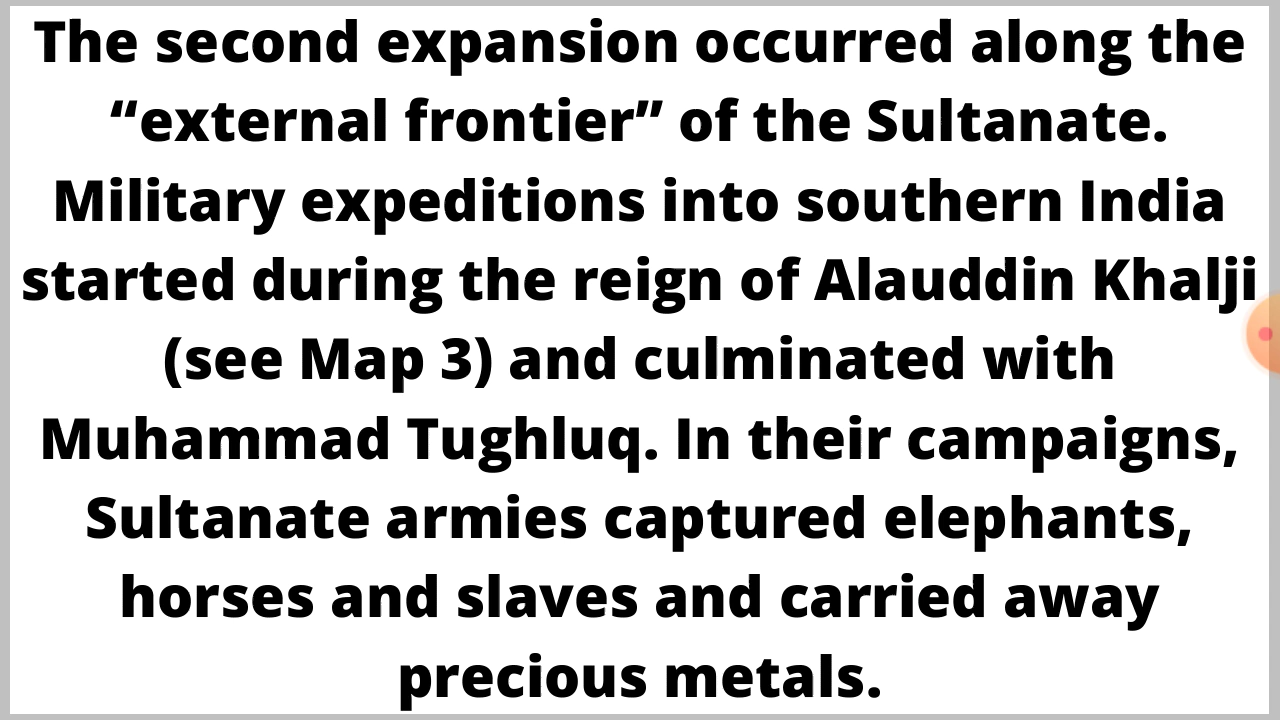 The second expansion occurred along the
“external frontier” of the Sultanate.
Military expeditions into southern India
started during the reign of Alauddin Khalji
(see Map 3) and culminated with
Muhammad Tughluq. In their campaigns,
Sultanate armies captured elephants,
horses and slaves and carried away
precious metals.